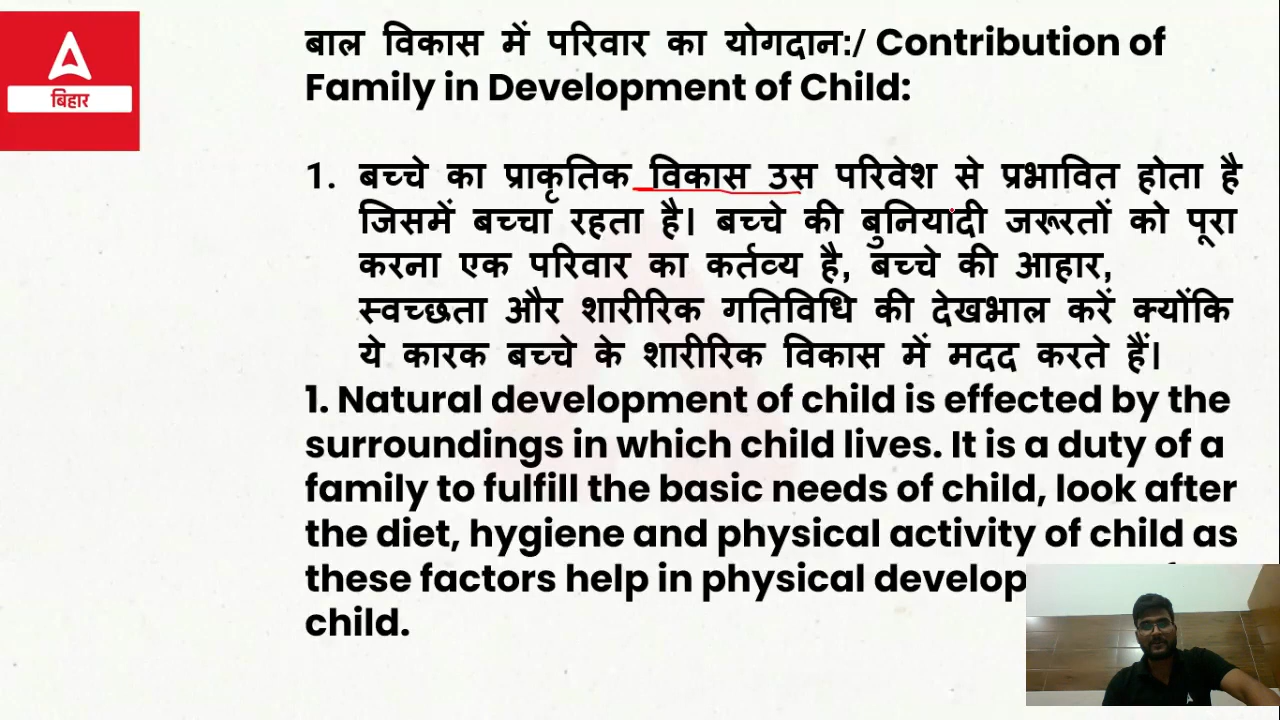 बिहार
बाल विकास में परिवार का योगदान:/ Contribution of
Family in Development of Child:
1. बच्चे का प्राकृतिक विकास उस परिवेश से प्रभावित होता है
जिसमें बच्चा रहता है। बच्चे की बुनियादी जरूरतों को पूरा
करना एक परिवार का कर्तव्य है, बच्चे की आहार,
स्वच्छता और शारीरिक गतिविधि की देखभाल करें क्योंकि
ये कारक बच्चे के शारीरिक विकास में मदद करते हैं।
1. Natural development of child is effected by the
surroundings in which child lives. It is a duty of a
family to fulfill the basic needs of child, look after
the diet, hygiene and physical activity of child as
these factors help in physical
child.